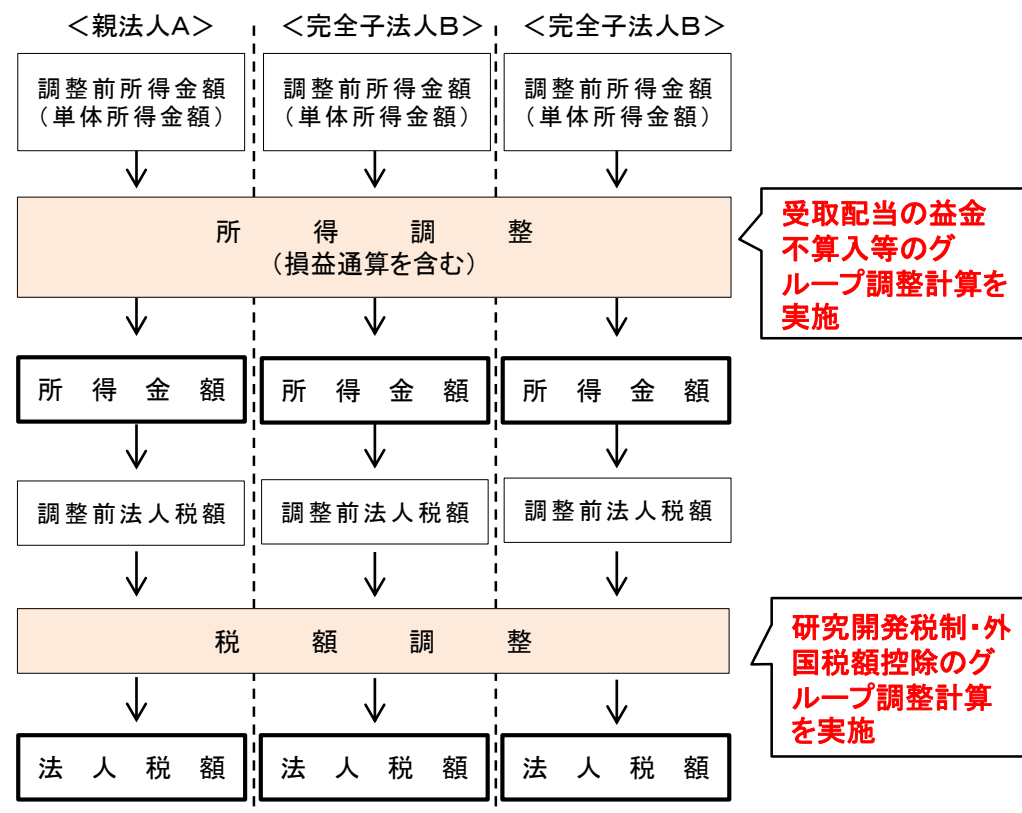 ＜親法人Ａ＞
＜完全子法人Ｂ＞
＜完全子法人Ｂ＞
調整前所得金額
（単体所得金額）
調整前所得金額
（単体所得金額）
調整前所得金額
（単体所得金額）
所得調整
（損益通算を含む）
受取配当の益金
不算入等のグ
ループ調整計算を
実施
所得金額
所得金額
所得金額
調整前法人税額
調整前法人税額
調整前法人税額
税額調整
研究開発税制・外
国税額控除のグ
ループ調整計算
を実施
法人税額
法人税額
法人税額